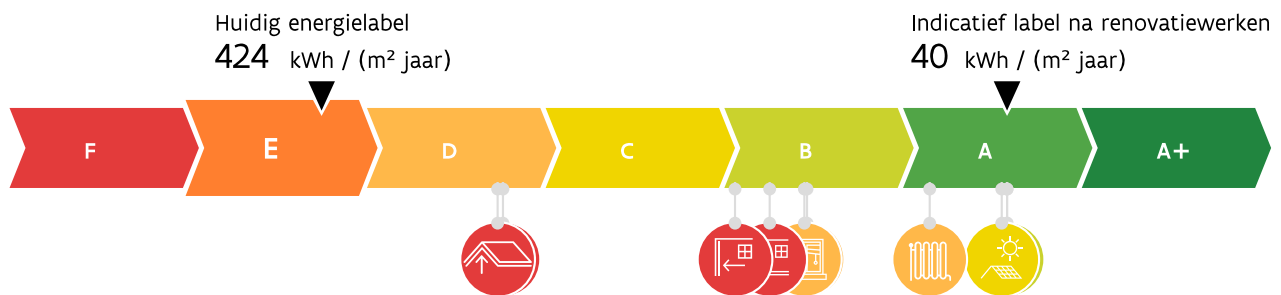 Huidig energielabel
424 kWh / (m² jaar)
Indicatief label na renovatiewerken
40 kWh / (m² jaar)
F E D C B A A+